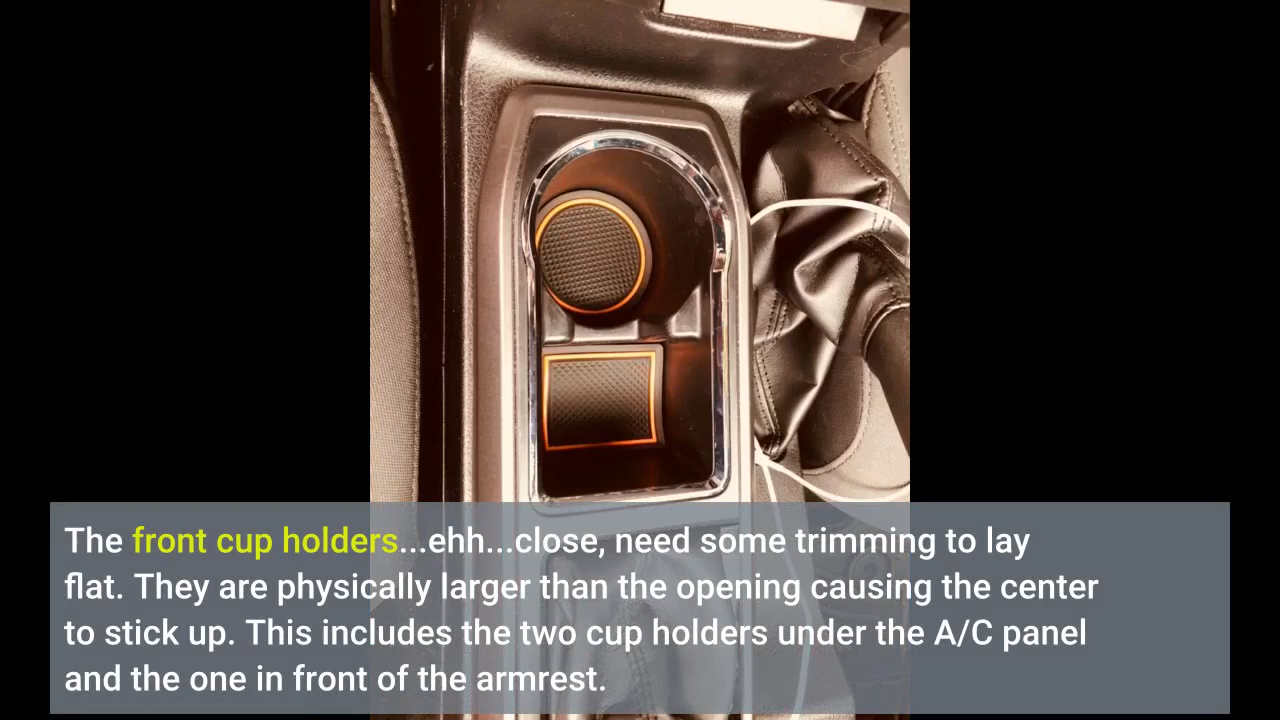 The front cup holders...ehh...close, need some trimming to lay
flat. They are physically larger than the opening causing the center
to stick up. This includes the two cup holders under the A/C panel
and the one in front of the armrest.